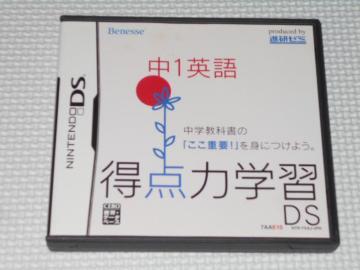 Benesse
produced by
進研ゼミ
中1英語
NINTENDO DS
中学教科書の
「ここ重要!」を身につけよう。
得点力学習
DS